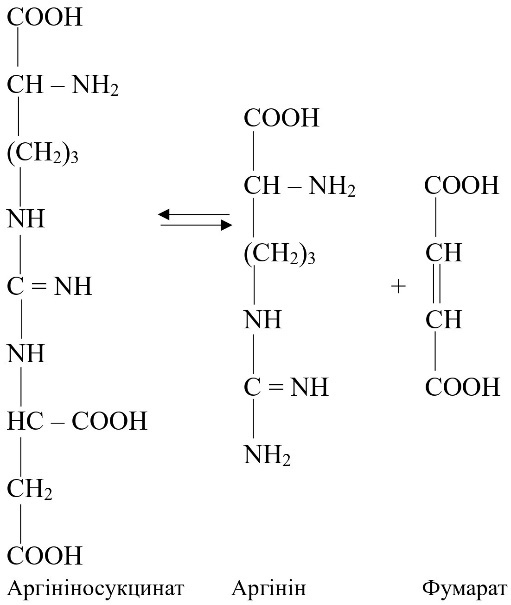 COOH
CH – NH2
(CH2)3
NH
C = NH
NH
HC – COOH
CH2
COOH
Аргініносукцинат
COOH
CH – NH2
(CH2)3
NH
C = NH
NH2
Аргінін
+
COOH
CH
CH
COOH
Фумарат